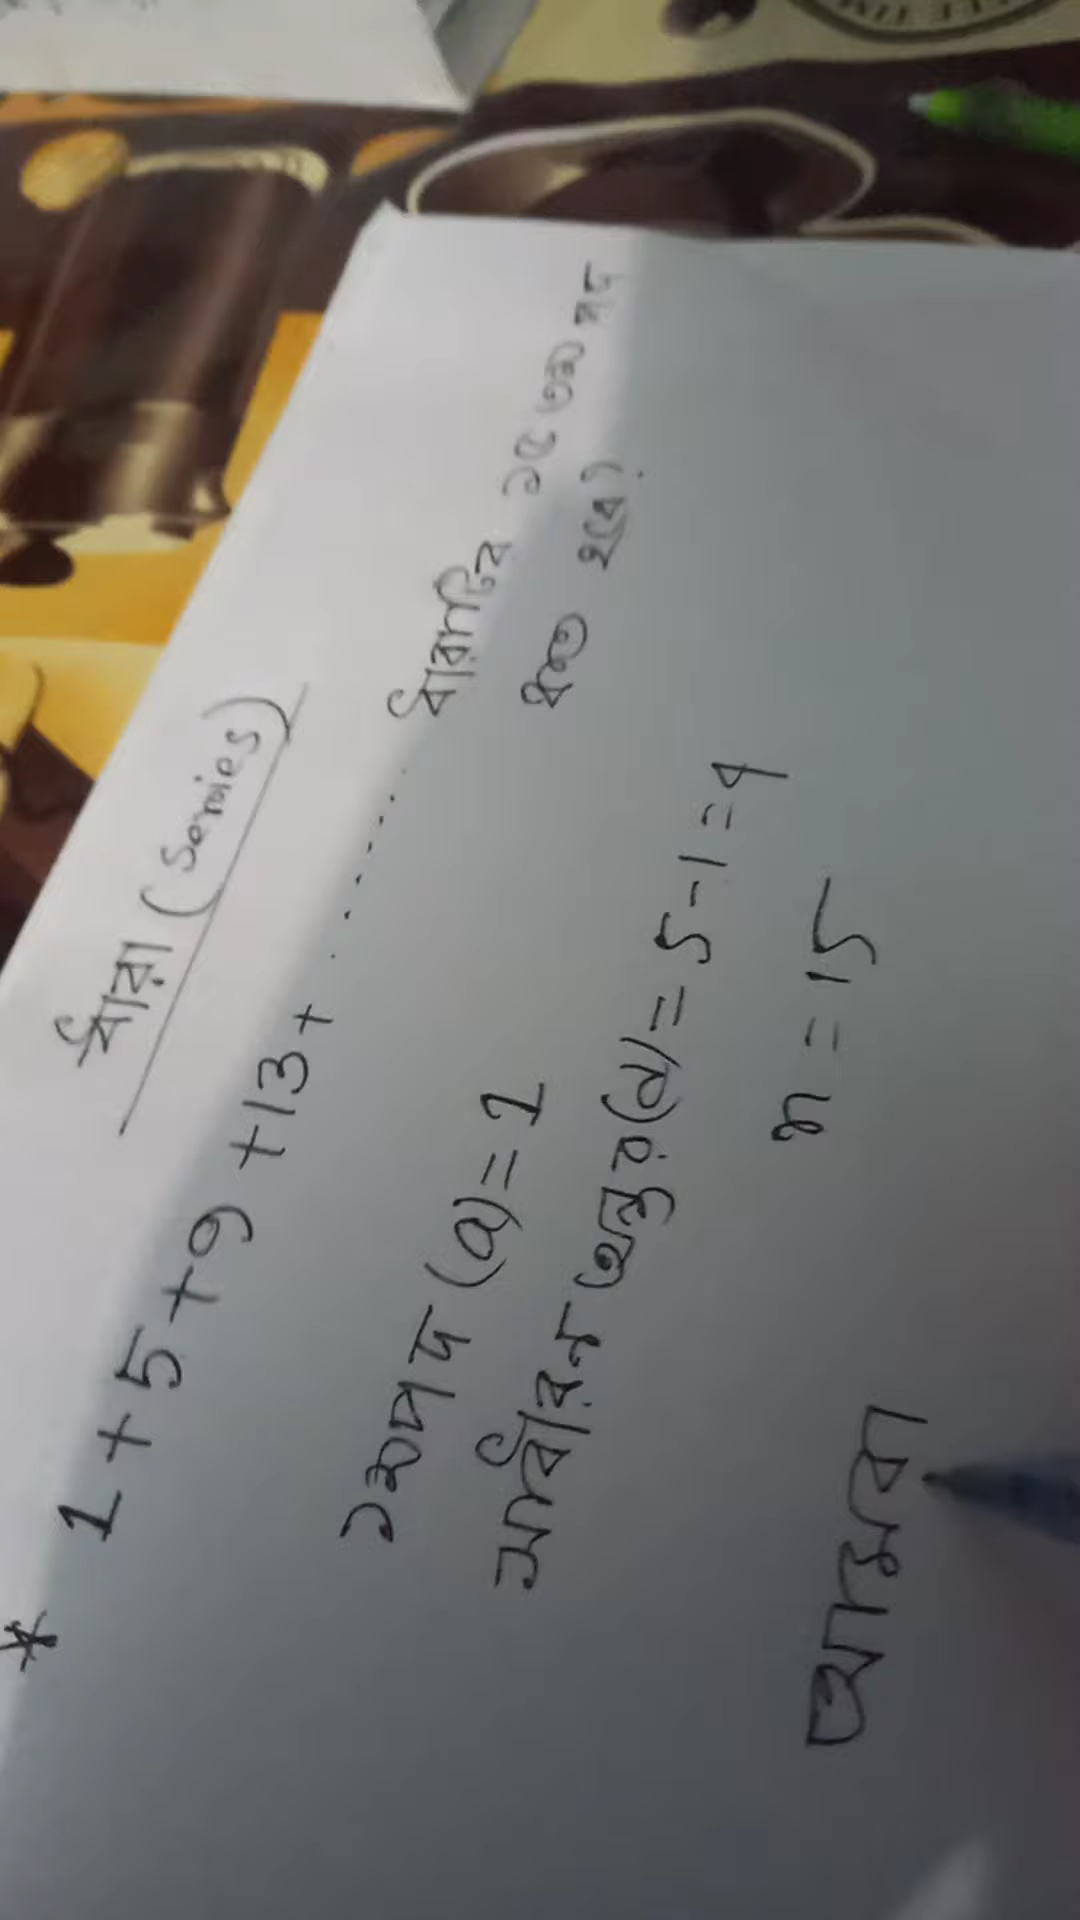 ধারা (Series)
* 1 + 5 + 9 + 13 + ........ ধারাটির ১৫ তম পদ
কত হবে?
১ম পদ (a) = 1
সাধারন অন্তর (d) = 5 - 1 = 4
n = 15
আমরা